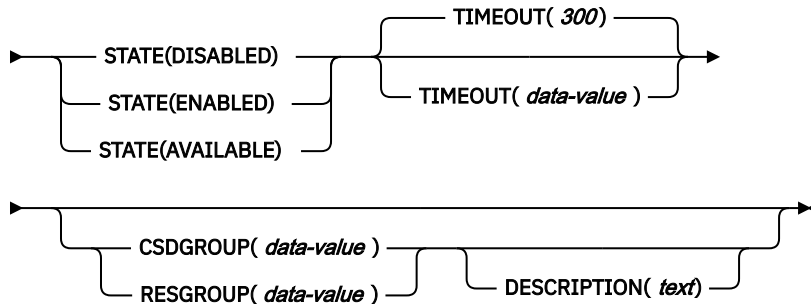 TIMEOUT( 300)
STATE(DISABLED)
STATE(ENABLED)
TIMEOUT( data-value )
STATE(AVAILABLE)
CSDGROUP( data-value )
RESGROUP( data-value )
DESCRIPTION( text)